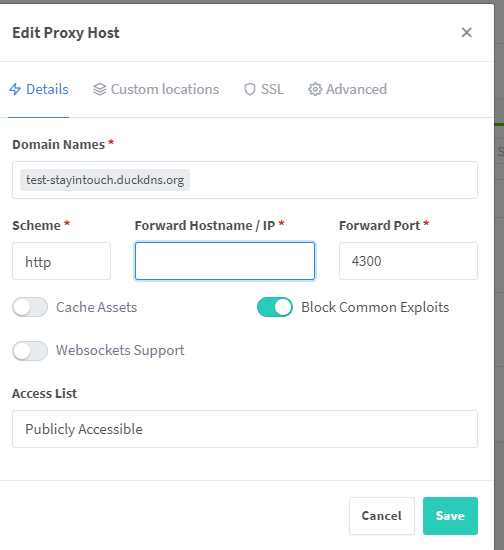 Edit Proxy Host ×
Details Custom locations SSL Advanced
Domain Names *
test-stayintouch.duckdns.org
Scheme * Forward Hostname / IP * Forward Port *
http 4300
Cache Assets Block Common Exploits
Websockets Support
Access List
Publicly Accessible
Cancel Save